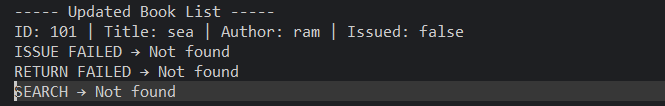 ----- Updated Book List -----
ID: 101 | Title: sea | Author: ram | Issued: false
ISSUE FAILED → Not found
RETURN FAILED → Not found
SEARCH → Not found